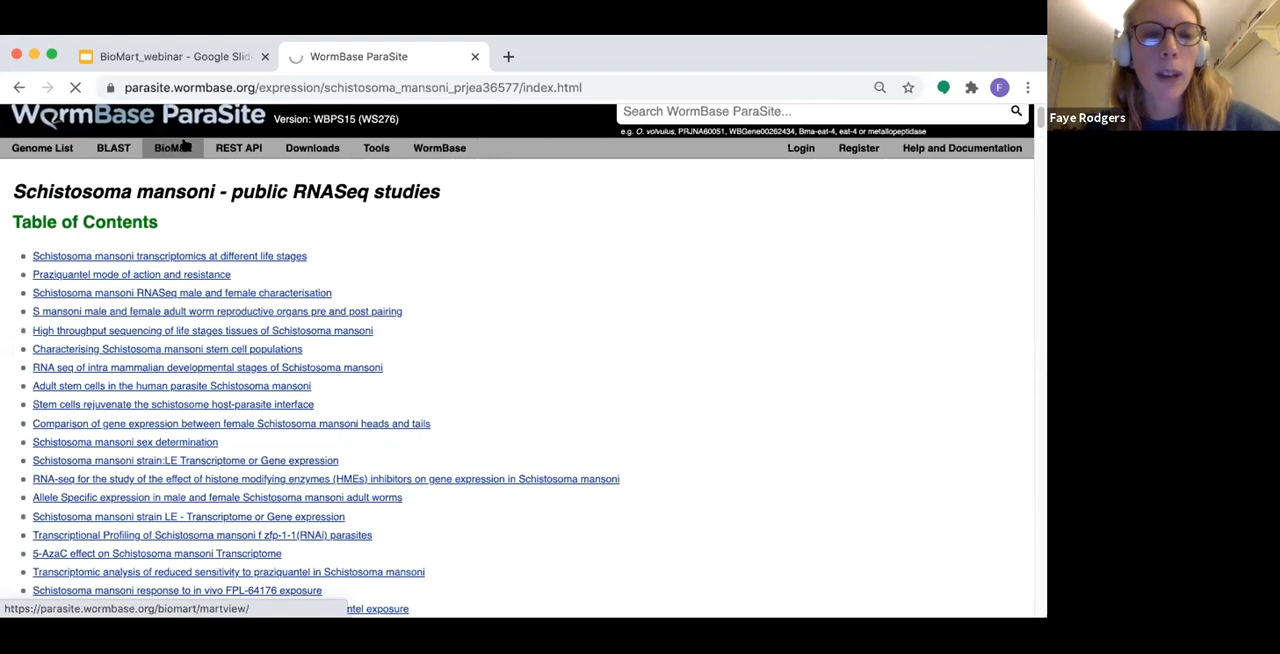 BioMart_webinar - Google Slid
WormBase ParaSite
parasite.wormbase.org/expression/schistosoma_mansoni_prjea36577/index.html
F
WormBase ParaSite Version: WBPS15 (WS276)
Search WormBase ParaSite...
e.g. O. volvulus, PRJNA60051, WBGene00262434, Bma-eat-4, eat-4 or metallopeptidase
Genome List BLAST BioMart REST API Downloads Tools WormBase Login Register Help and Documentation
Schistosoma mansoni - public RNASeq studies
Table of Contents
Schistosoma mansoni transcriptomics at different life stages
Praziquantel mode of action and resistance
Schistosoma mansoni RNASeq male and female characterisation
S mansoni male and female adult worm reproductive organs pre and post pairing
High throughput sequencing of life stages tissues of Schistosoma mansoni
Characterising Schistosoma mansoni stem cell populations
RNA seq of intra mammalian developmental stages of Schistosoma mansoni
Adult stem cells in the human parasite Schistosoma mansoni
Stem cells rejuvenate the schistosome host-parasite interface
Comparison of gene expression between female Schistosoma mansoni heads and tails
Schistosoma mansoni sex determination
Schistosoma mansoni strain:LE Transcriptome or Gene expression
RNA-seq for the study of the effect of histone modifying enzymes (HMEs) inhibitors on gene expression in Schistosoma mansoni
Allele Specific expression in male and female Schistosoma mansoni adult worms
Schistosoma mansoni strain LE - Transcriptome or Gene expression
Transcriptional Profiling of Schistosoma mansoni f zfp-1-1(RNAi) parasites
5-AzaC effect on Schistosoma mansoni Transcriptome
Transcriptomic analysis of reduced sensitivity to praziquantel in Schistosoma mansoni
Schistosoma mansoni response to in vivo FPL-64176 exposure
https://parasite.wormbase.org/biomart/martview/ ntel exposure
Faye Rodgers